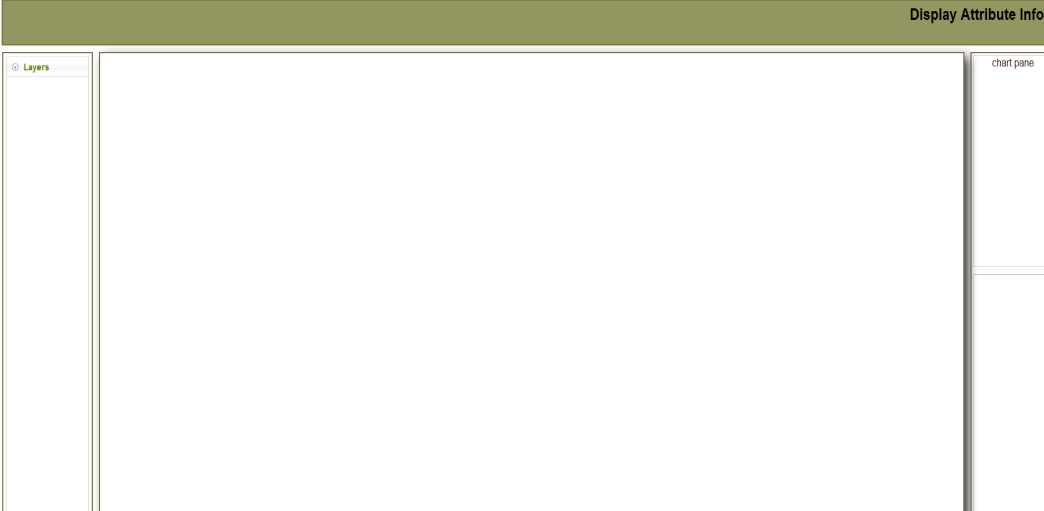 Display Attribute Info
Layers
chart pane